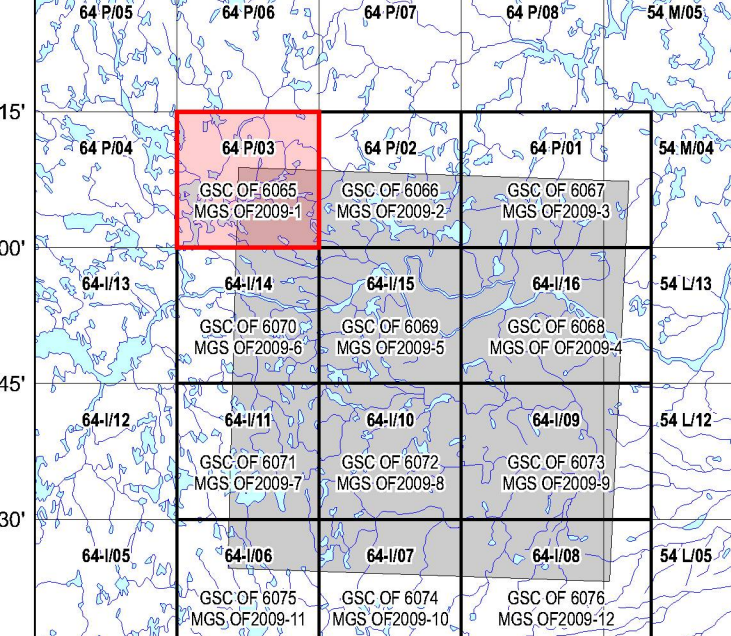 64 P/05
64 P/06
64 P/07
64 P/08
54 M/05
15'
64 P/04
64 P/03
64 P/02
64 P/01
54 M/04
GSC OF 6065
MGS OF2009-1
GSC OF 6066
MGS OF2009-2
GSC OF 6067
MGS OF2009-3
00'
64-I/13
64-I/14
64-I/15
64-I/16
54 L/13
GSC OF 6070
MGS OF2009-6
GSC OF 6069
MGS OF2009-5
GSC OF 6068
MGS OF OF2009-4
45'
64-I/12
64-I/11
64-I/10
64-I/09
54 L/12
GSC OF 6071
MGS OF2009-7
GSC OF 6072
MGS OF2009-8
GSC OF 6073
MGS OF2009-9
30'
64-I/05
64-I/06
64-I/07
64-I/08
54 L/05
GSC OF 6075
MGS OF2009-11
GSC OF 6074
MGS OF2009-10
GSC OF 6076
MGS OF2009-12